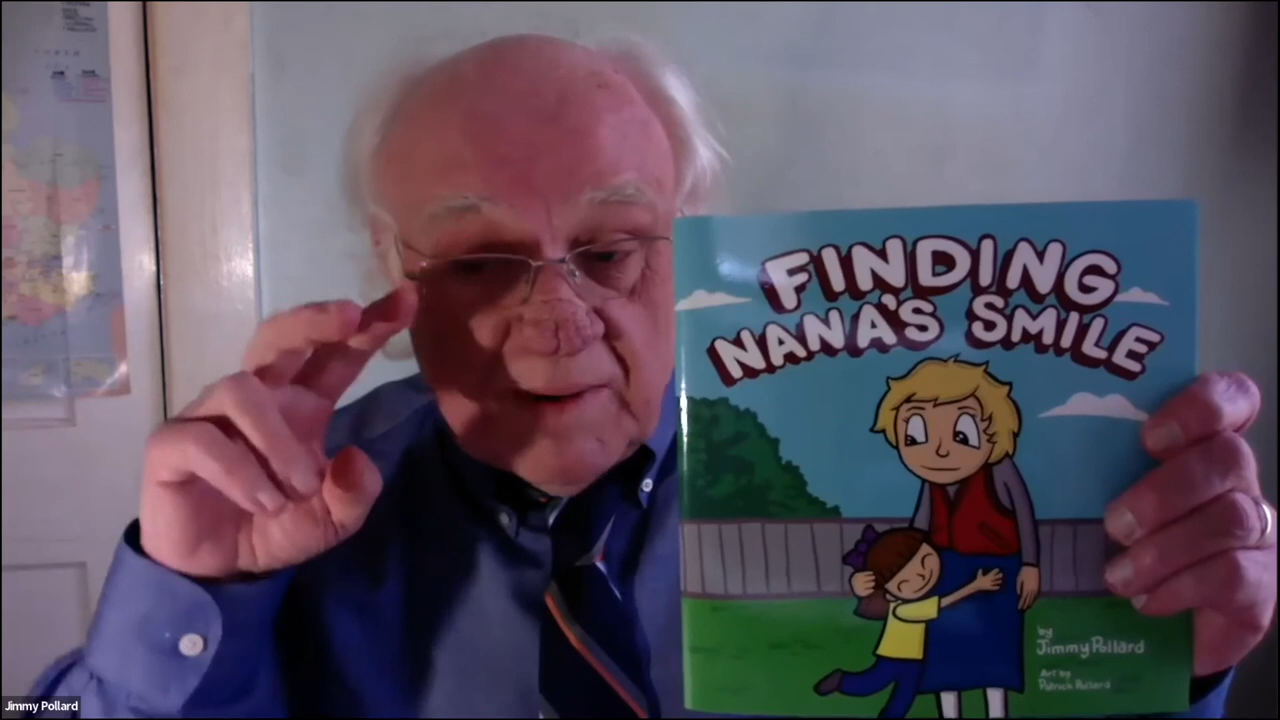 FINDING
NANA'S SMILE
by
Jimmy Pollard
Art by
Patrick Pollard
Jimmy Pollard